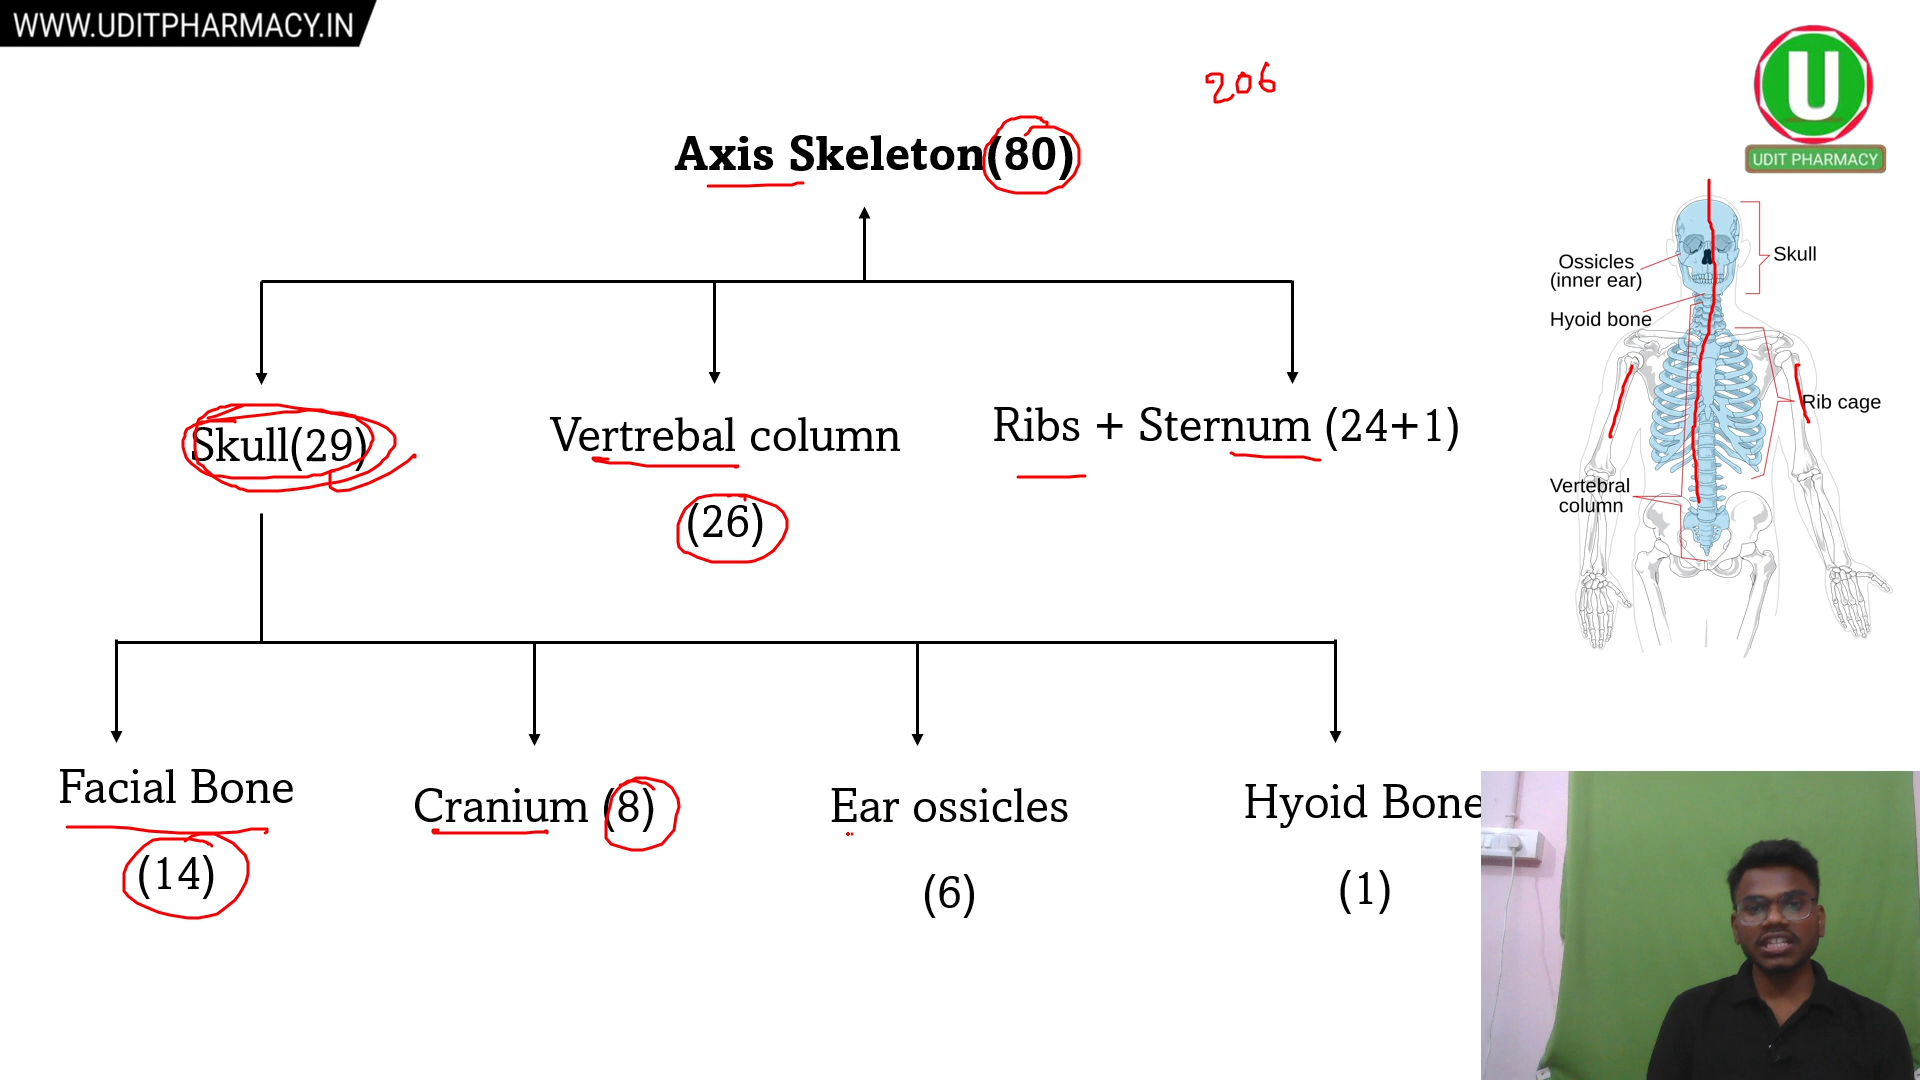 WWW.UDITPHARMACY.IN
206
U
UDIT PHARMACY
Axis Skeleton(80)
Ossicles
(inner ear)
Skull
Hyoid bone
Rib cage
Vertebral
column
Skull(29)
Vertrebal column
(26)
Ribs + Sternum (24+1)
Facial Bone
(14)
Cranium (8)
Ear ossicles
(6)
Hyoid Bone
(1)